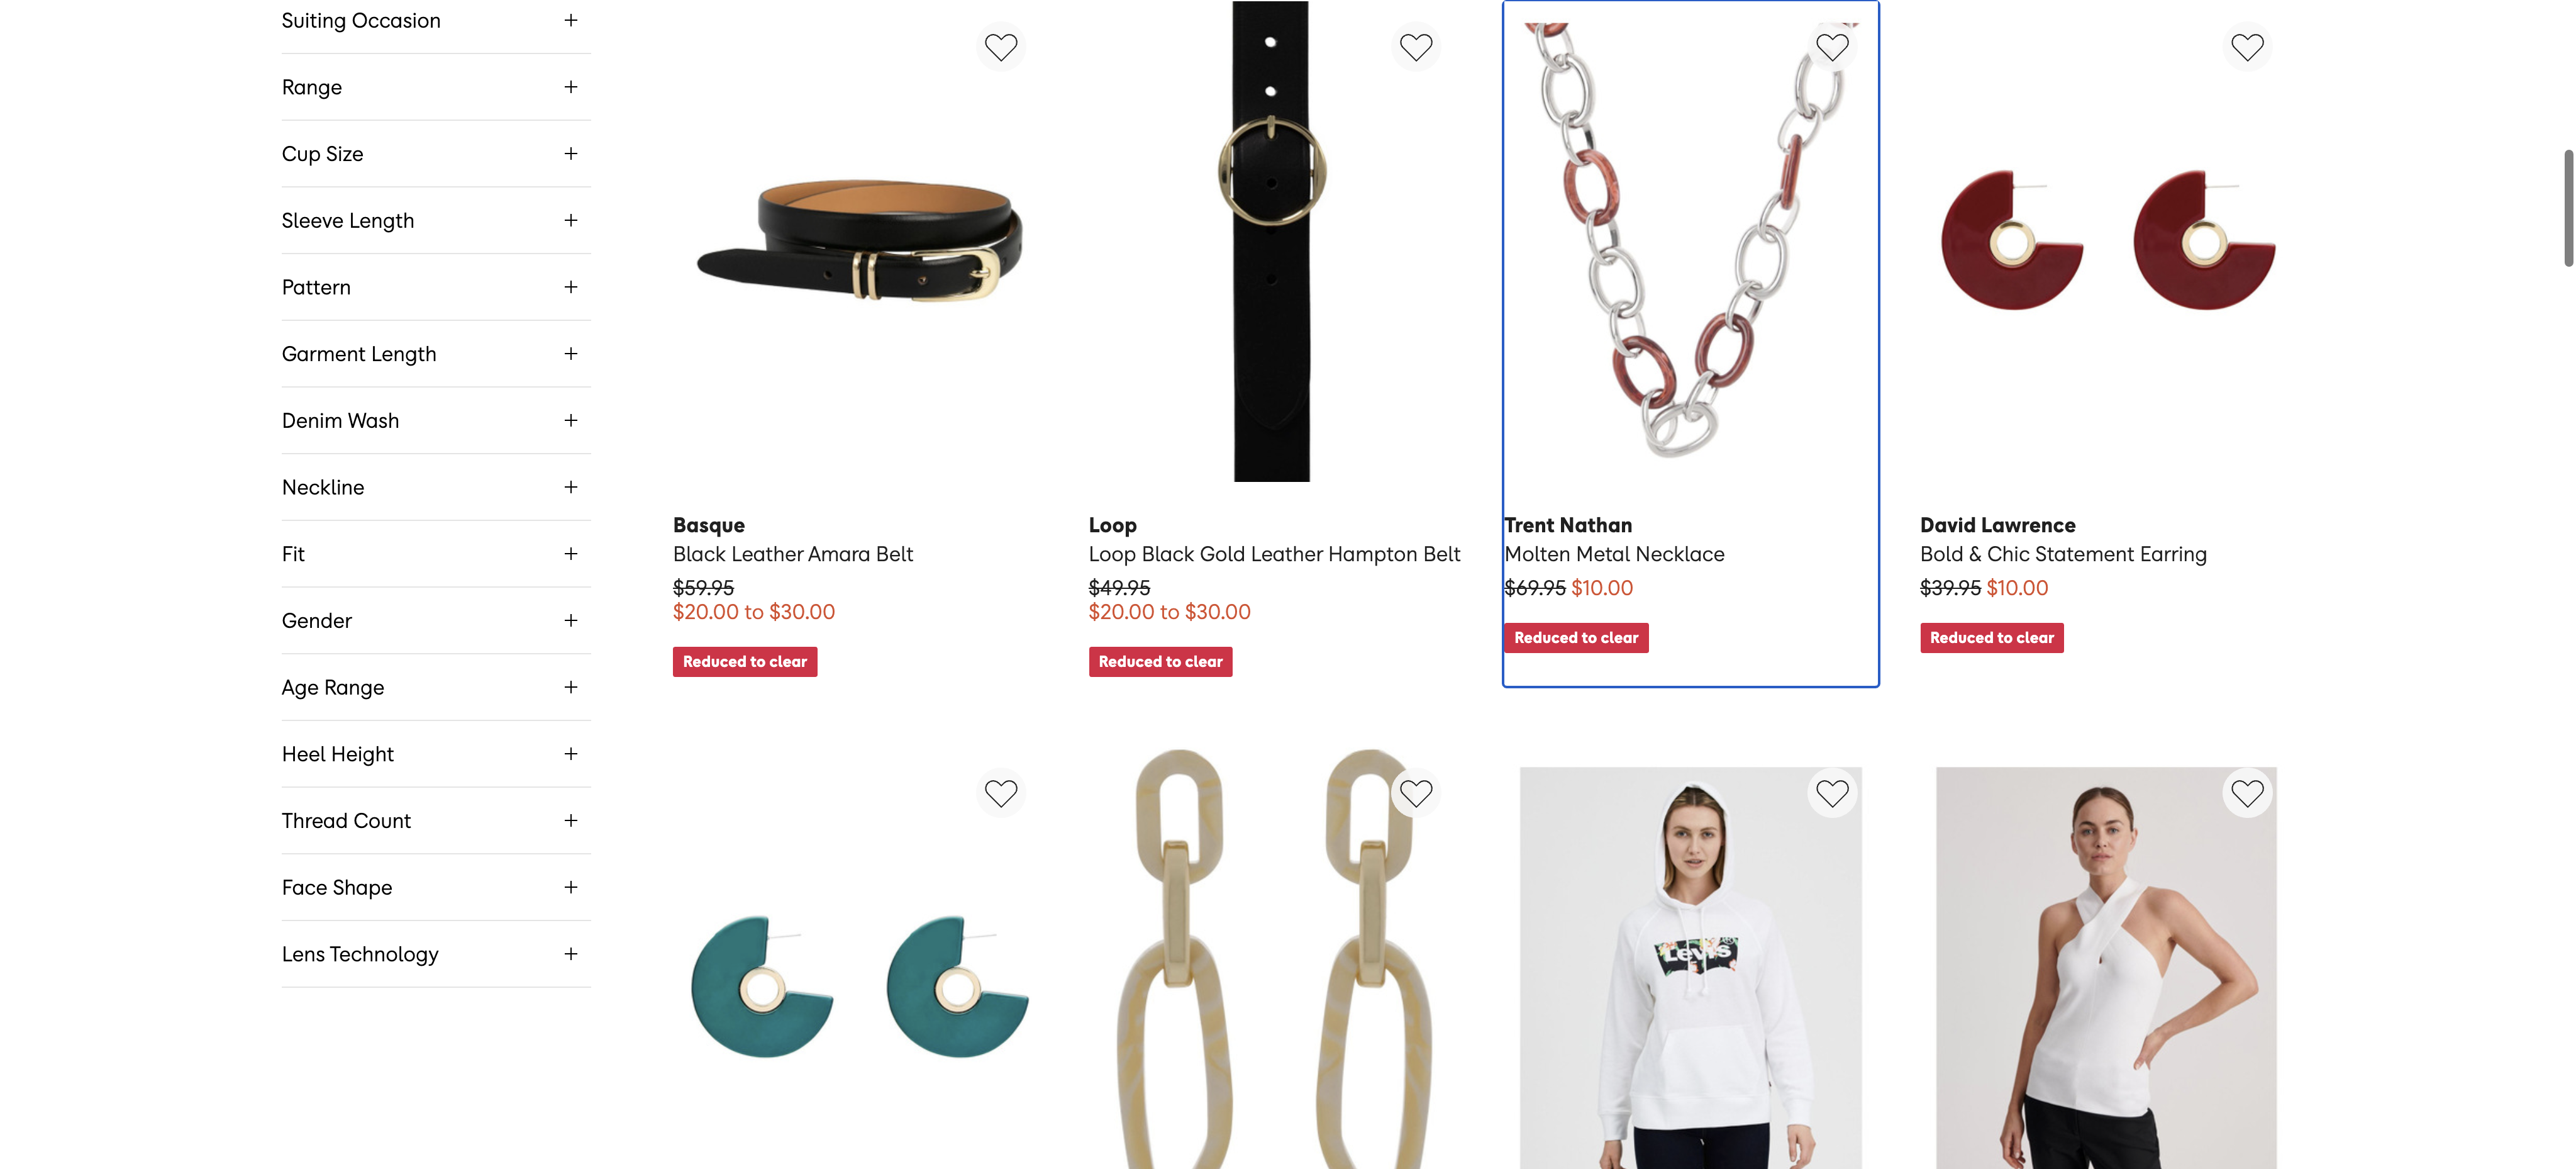 Suiting Occasion
Range
Cup Size
Sleeve Length
Pattern
Garment Length
Denim Wash
Neckline
Fit
Gender
Age Range
Heel Height
Thread Count
Face Shape
Lens Technology
Basque
Black Leather Amara Belt
$59.95
$20.00 to $30.00
Reduced to clear
Loop
Loop Black Gold Leather Hampton Belt
$49.95
$20.00 to $30.00
Reduced to clear
Trent Nathan
Molten Metal Necklace
$69.95 $10.00
Reduced to clear
David Lawrence
Bold & Chic Statement Earring
$39.95 $10.00
Reduced to clear
Levi's